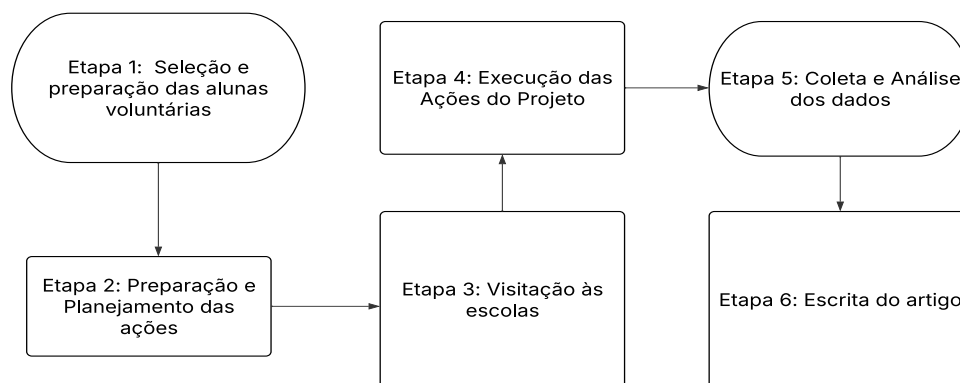 Etapa 1: Seleção e
preparação das alunas
voluntárias
Etapa 2: Preparação e
Planejamento das
ações
Etapa 3: Visitação às
escolas
Etapa 4: Execução das
Ações do Projeto
Etapa 5: Coleta e Análise
dos dados
Etapa 6: Escrita do artigo